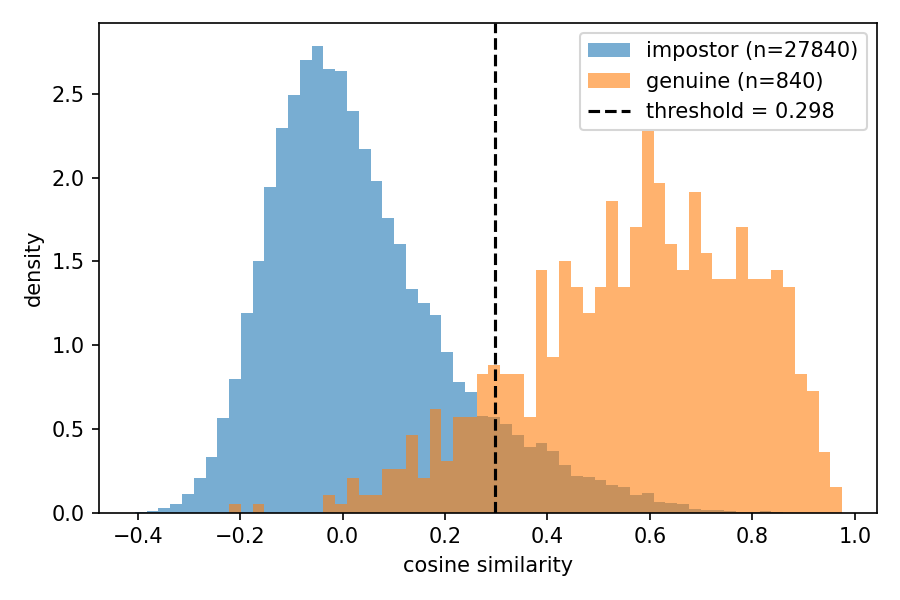 impostor (n=27840)
genuine (n=840)
threshold = 0.298
density
2.5
2.0
1.5
1.0
0.5
0.0
−0.4 −0.2 0.0 0.2 0.4 0.6 0.8 1.0
cosine similarity